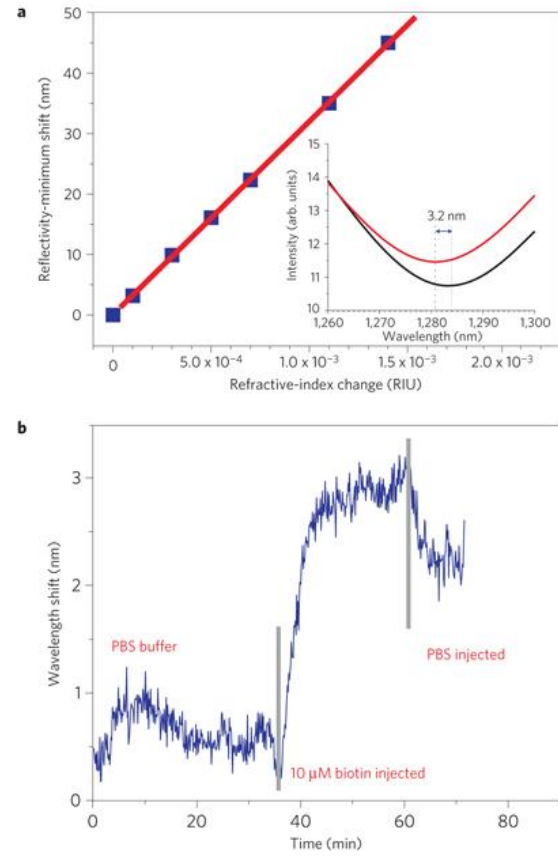 a
50
40
30
20
10
0
Reflectivity-minimum shift (nm)
0
5.0 x 10⁻⁴
1.0 x 10⁻³
1.5 x 10⁻³
2.0 x 10⁻³
Refractive-index change (RIU)
15
14
13
12
11
10
Intensity (arb. units)
3.2 nm
1,260
1,270
1,280
1,290
1,300
Wavelength (nm)
b
3
2
1
0
Wavelength shift (nm)
PBS buffer
PBS injected
10 μM biotin injected
0
20
40
60
80
Time (min)